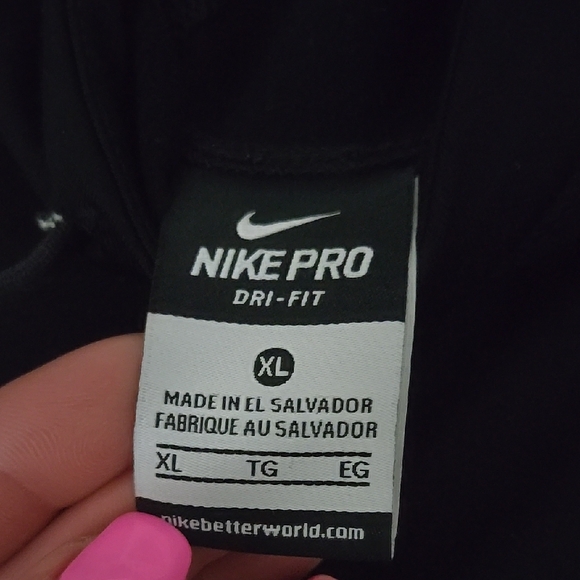 NIKE PRO
DRI-FIT
XL
MADE IN EL SALVADOR
FABRIQUE AU SALVADOR
XL TG EG
nikebetterworld.com